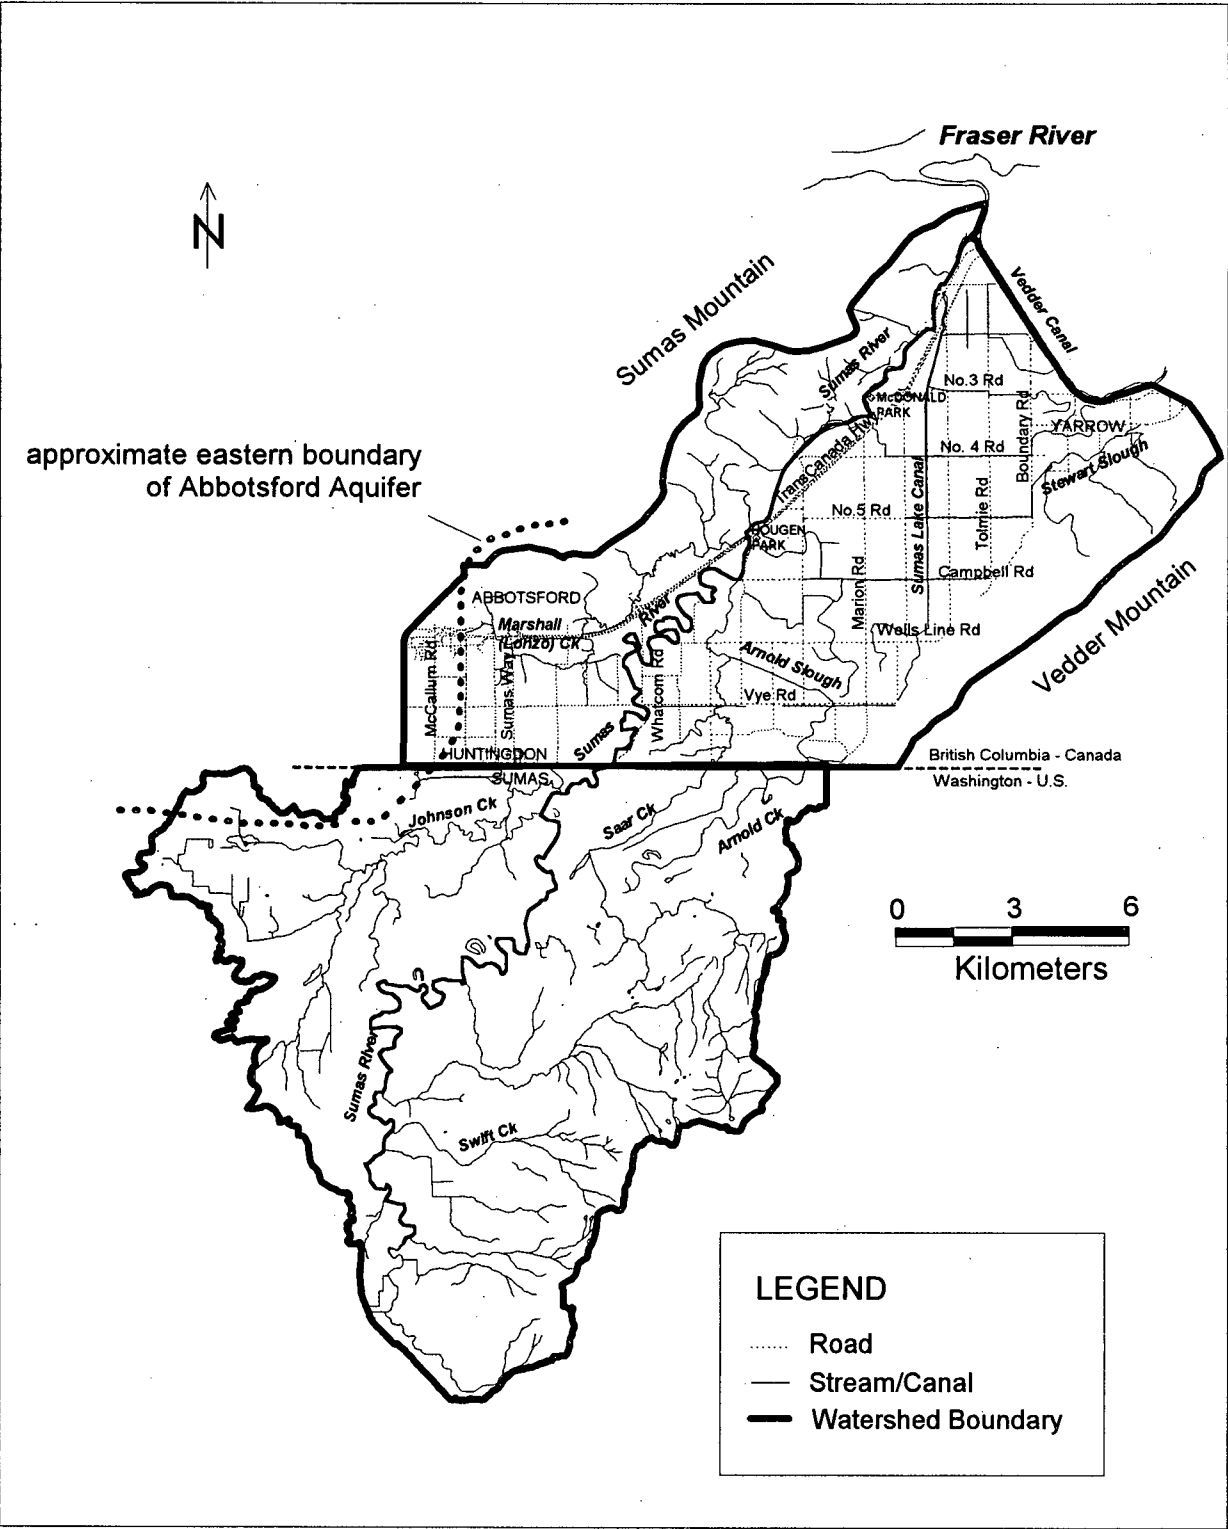 Fraser River
N
Sumas Mountain
Vedder Canal
Sumas River
No.3 Rd
McDONALD
PARK
Boundary Rd
YARROW
TransCanada Hwy
No. 4 Rd
Stewart Slough
approximate eastern boundary
of Abbotsford Aquifer
Sumas Lake Canal
Tolmie Rd
No.5 Rd
HOUGEN
PARK
Marion Rd
Campbell Rd
Vedder Mountain
ABBOTSFORD
River
Marshall
(Lonzo) Ck
Wells Line Rd
McCallum Rd
Sumas Way
Whatcom Rd
Arnold Slough
Vye Rd
Sumas
HUNTINGDON
British Columbia - Canada
SUMAS
Washington - U.S.
Johnson Ck
Saar Ck
Arnold Ck
0 3 6
Kilometers
Sumas River
Swift Ck
LEGEND
Road
Stream/Canal
Watershed Boundary